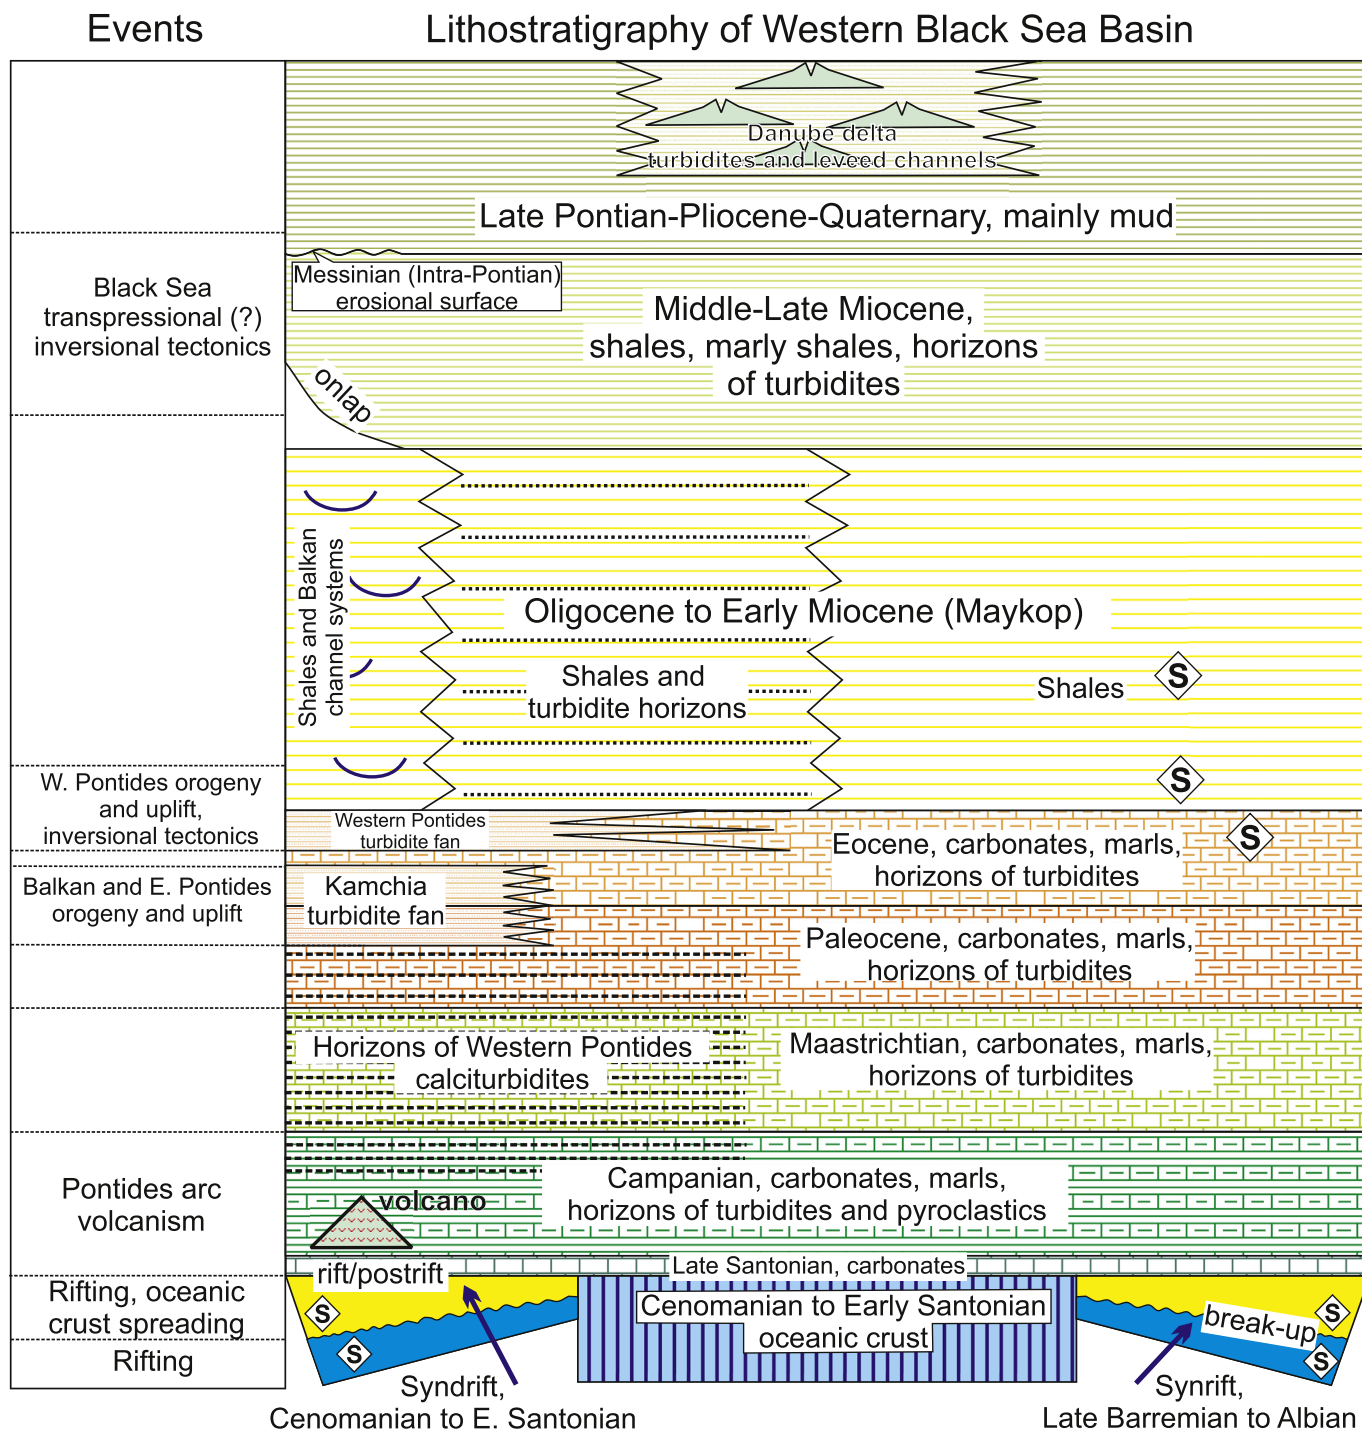 Events
Lithostratigraphy of Western Black Sea Basin
Danube delta
turbidites and leveed channels
Late Pontian-Pliocene-Quaternary, mainly mud
Black Sea
transpressional (?)
inversional tectonics
Messinian (Intra-Pontian)
erosional surface
Middle-Late Miocene,
shales, marly shales, horizons
of turbidites
onlap
Shales and Balkan
channel systems
Oligocene to Early Miocene (Maykop)
Shales and
turbidite horizons
Shales
S
S
W. Pontides orogeny
and uplift,
inversional tectonics
Western Pontides
turbidite fan
Eocene, carbonates, marls,
horizons of turbidites
S
Balkan and E. Pontides
orogeny and uplift
Kamchia
turbidite fan
Paleocene, carbonates, marls,
horizons of turbidites
Horizons of Western Pontides
calciturbidites
Maastrichtian, carbonates, marls,
horizons of turbidites
Pontides arc
volcanism
volcano
Campanian, carbonates, marls,
horizons of turbidites and pyroclastics
Late Santonian, carbonates
rift/postrift
Rifting, oceanic
crust spreading
S
Cenomanian to Early Santonian
oceanic crust
break-up
S
Rifting
S
S
Syndrift,
Cenomanian to E. Santonian
Synrift,
Late Barremian to Albian